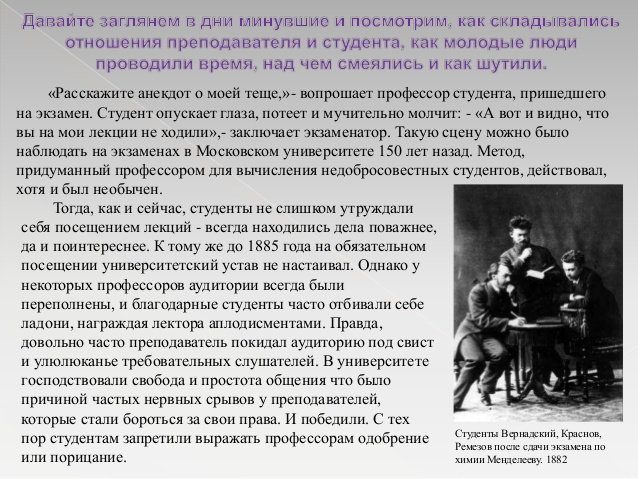 Давайте заглянем в дни минувшие и посмотрим, как складывались
отношения преподавателя и студента, как молодые люди
проводили время, над чем смеялись и как шутили.
«Расскажите анекдот о моей теще,»- вопрошает профессор студента, пришедшего
на экзамен. Студент опускает глаза, потеет и мучительно молчит: - «А вот и видно, что
вы на мои лекции не ходили»,- заключает экзаменатор. Такую сцену можно было
наблюдать на экзаменах в Московском университете 150 лет назад. Метод,
придуманный профессором для вычисления недобросовестных студентов, действовал,
хотя и был необычен.
Тогда, как и сейчас, студенты не слишком утруждали
себя посещением лекций - всегда находились дела поважнее,
да и поинтереснее. К тому же до 1885 года на обязательном
посещении университетский устав не настаивал. Однако у
некоторых профессоров аудитории всегда были
переполнены, и благодарные студенты часто отбивали себе
ладони, награждая лектора аплодисментами. Правда,
довольно часто преподаватель покидал аудиторию под свист
и улюлюканье требовательных слушателей. В университете
господствовали свобода и простота общения что было
причиной частых нервных срывов у преподавателей,
которые стали бороться за свои права. И победили. С тех
пор студентам запретили выражать профессорам одобрение
или порицание.
Студенты Вернадский, Краснов,
Ремезов после сдачи экзамена по
химии Менделееву. 1882